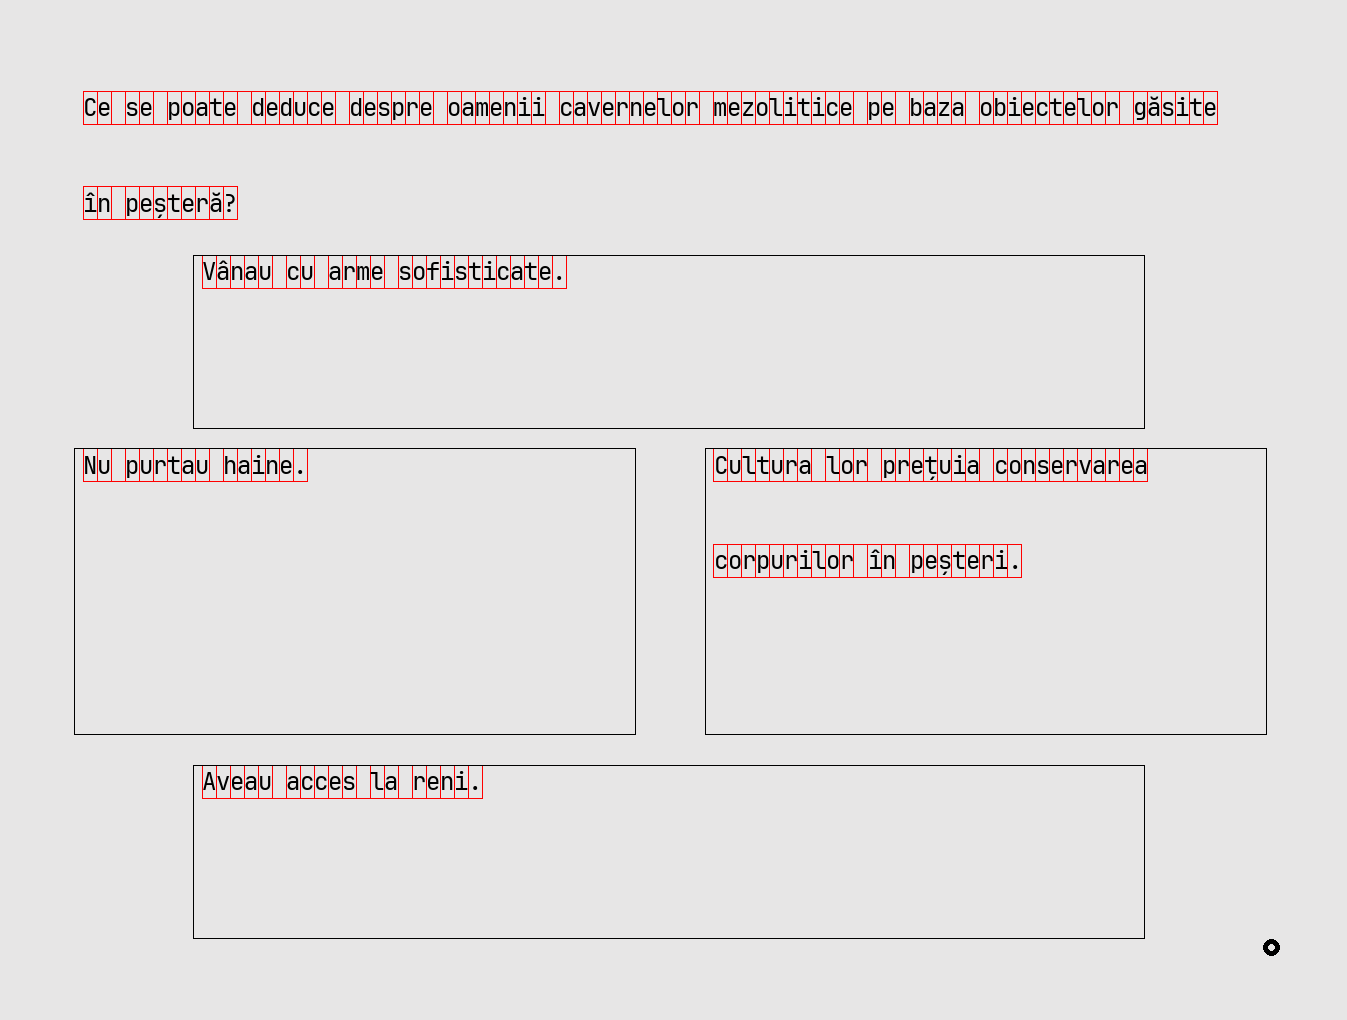 Ce se poate deduce despre oamenii cavernelor mezolitice pe baza obiectelor găsite
în peșteră?
Vânau cu arme sofisticate.
Nu purtau haine.
Cultura lor prețuia conservarea
corpurilor în peșteri.
Aveau acces la reni.